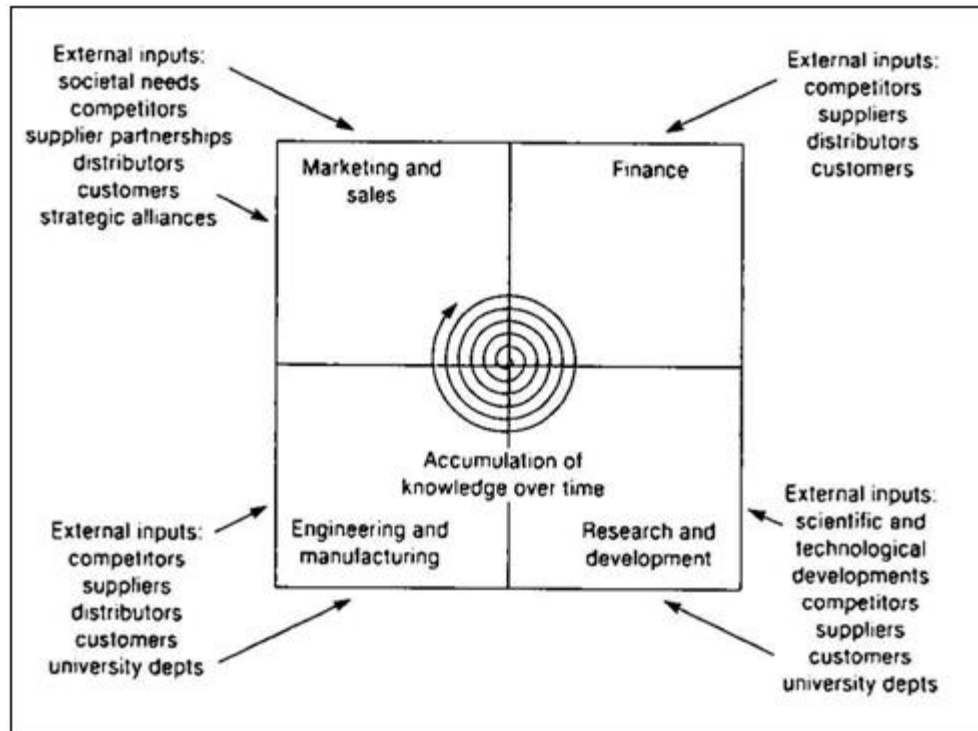 External inputs:
societal needs
competitors
supplier partnerships
distributors
customers
strategic alliances
External inputs:
competitors
suppliers
distributors
customers
Marketing and
sales
Finance
Accumulation of
knowledge over time
Engineering and
manufacturing
Research and
development
External inputs:
competitors
suppliers
distributors
customers
university depts
External inputs:
scientific and
technological
developments
competitors
suppliers
customers
university depts